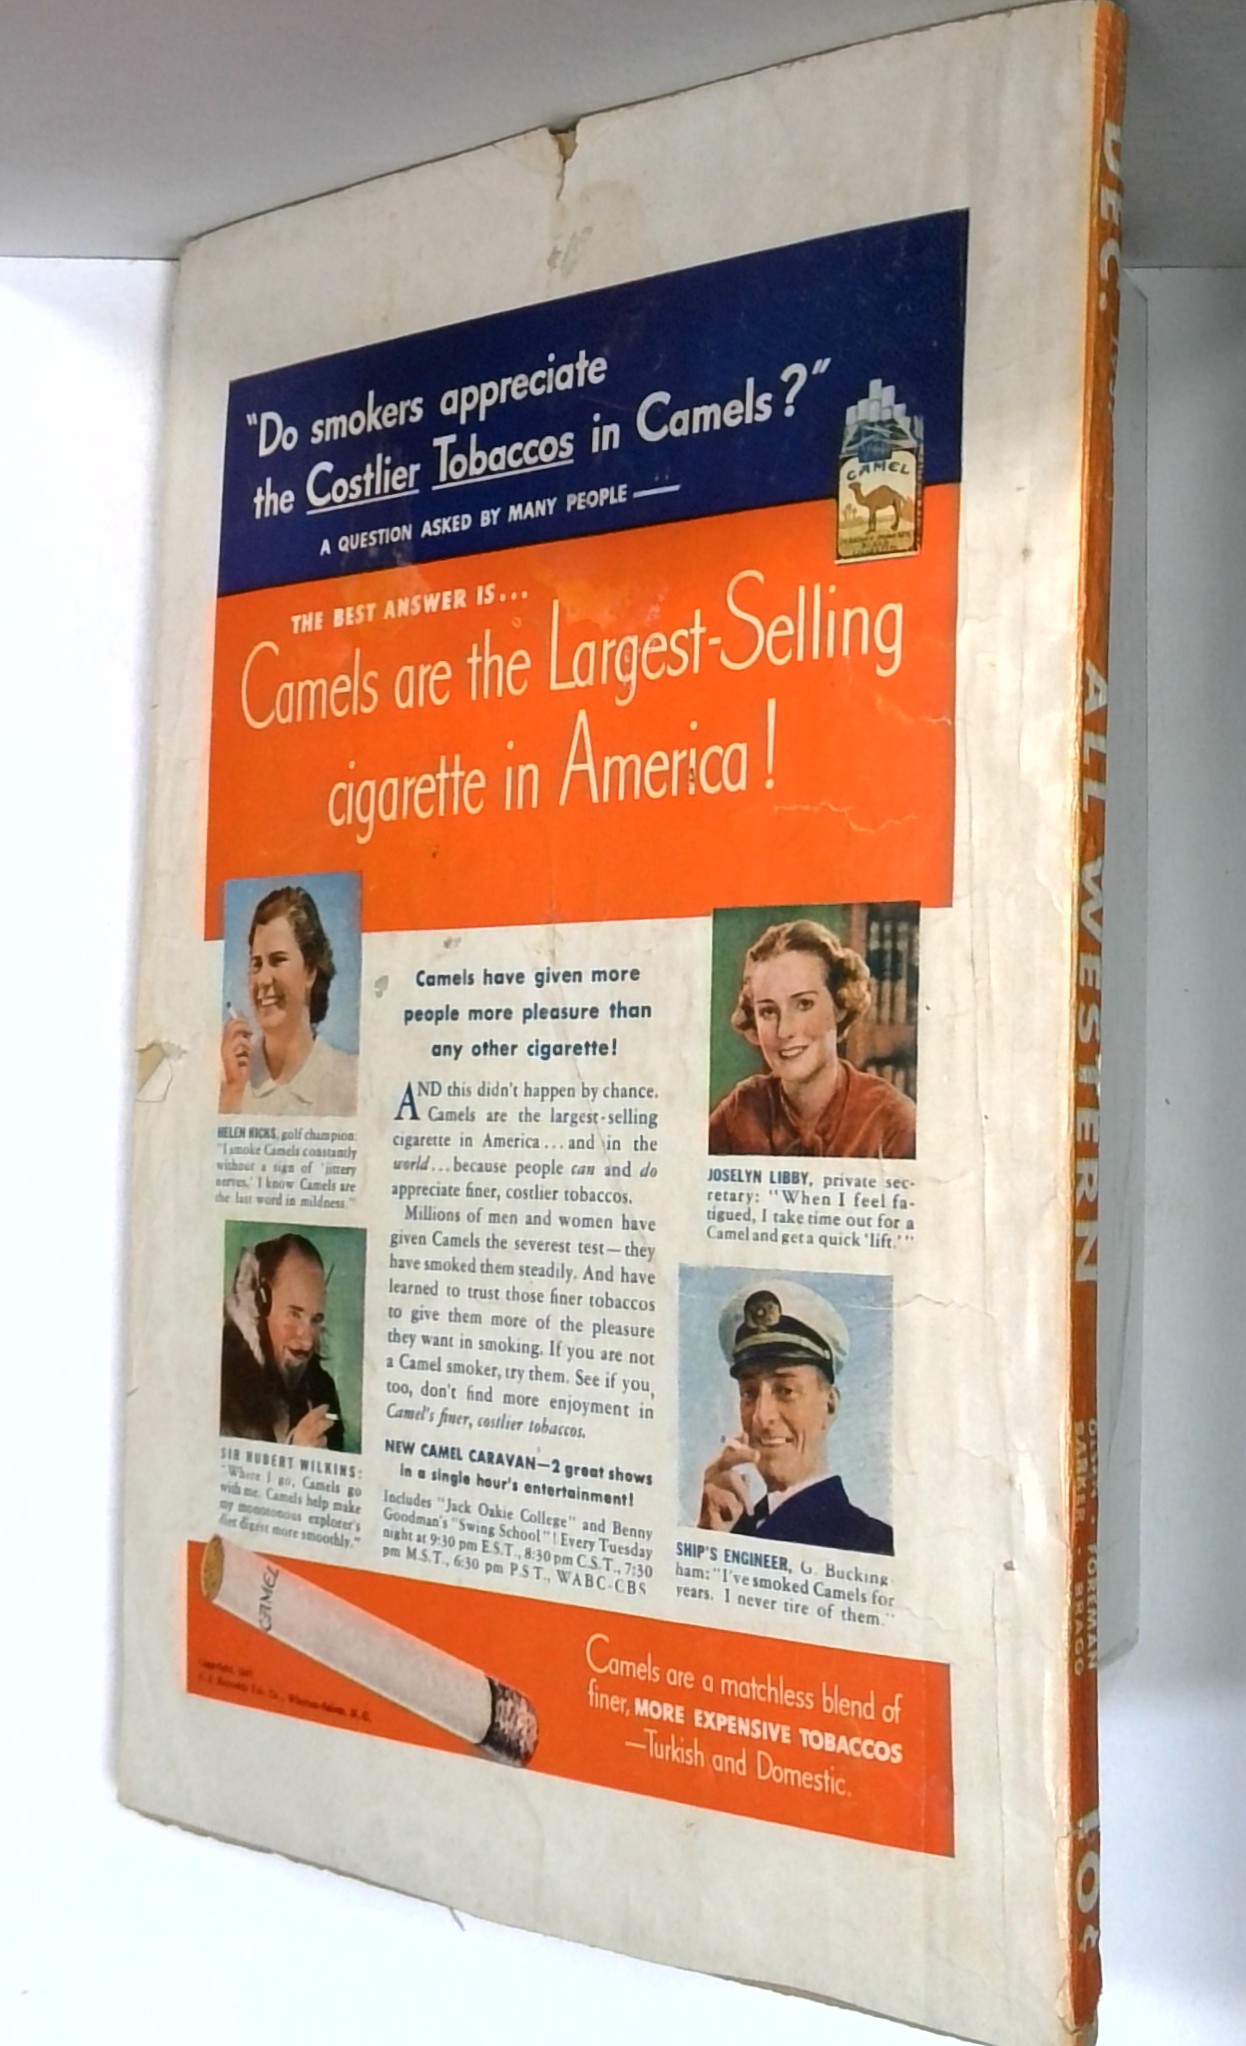 "Do smokers appreciate
the Costlier Tobaccos in Camels?"
A QUESTION ASKED BY MANY PEOPLE—
CAMEL
THE BEST ANSWER IS...
Camels are the Largest-Selling
cigarette in America!
Camels have given more
people more pleasure than
any other cigarette!
AND this didn't happen by chance.
Camels are the largest-selling
cigarette in America...and in the
world...because people can and do
appreciate finer, costlier tobaccos.
Millions of men and women have
given Camels the severest test—they
have smoked them steadily. And have
learned to trust those finer tobaccos
to give them more of the pleasure
they want in smoking. If you are not
a Camel smoker, try them. See if you,
too, don't find more enjoyment in
Camel's finer, costlier tobaccos.
NEW CAMEL CARAVAN—2 great shows
in a single hour's entertainment!
Includes "Jack Oakie College" and Benny
Goodman's "Swing School"! Every Tuesday
night at 9:30 pm E.S.T., 8:30 pm C.S.T., 7:30
pm M.S.T., 6:30 pm P.S.T., WABC-CBS
HELEN HICKS, golf champion:
"I smoke Camels constantly
without a sign of 'jittery
nerves.' I know Camels are
the last word in mildness."
SIR HUBERT WILKINS:
"Where I go, Camels go
with me. Camels help make
my monotonous explorer's
diet digest more smoothly."
JOSELYN LIBBY, private sec-
retary: "When I feel fa-
tigued, I take time out for a
Camel and get a quick 'lift.'"
SHIP'S ENGINEER, G. Bucking-
ham: "I've smoked Camels for
years. I never tire of them."
CAMEL
Camels are a matchless blend of
finer, MORE EXPENSIVE TOBACCOS
—Turkish and Domestic.
DEC.
ALL WESTERN
OLSEN · FOREMAN
BARKER · BRAGG
10¢